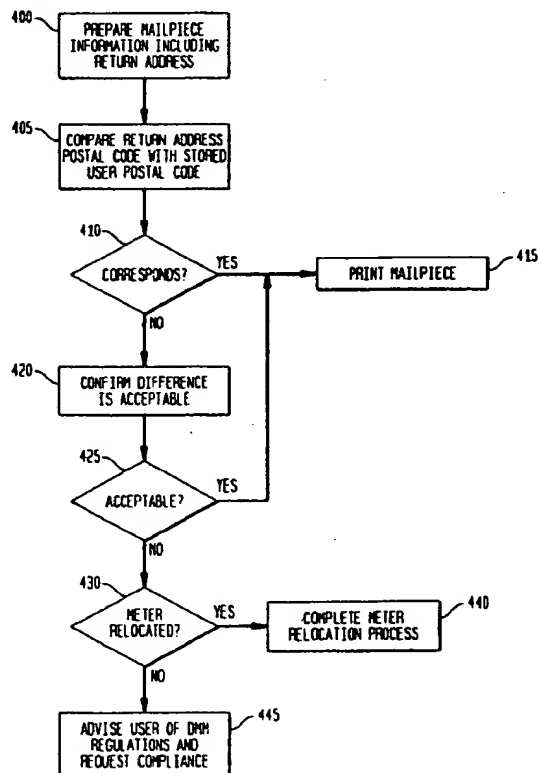 400
PREPARE MAILPIECE
INFORMATION INCLUDING
RETURN ADDRESS
405
COMPARE RETURN ADDRESS
POSTAL CODE WITH STORED
USER POSTAL CODE
410
CORRESPONDS?
YES
NO
PRINT MAILPIECE
415
420
CONFIRM DIFFERENCE
IS ACCEPTABLE
425
ACCEPTABLE?
YES
NO
430
METER
RELOCATED?
YES
NO
COMPLETE METER
RELOCATION PROCESS
440
445
ADVISE USER OF DMM
REGULATIONS AND
REQUEST COMPLIANCE